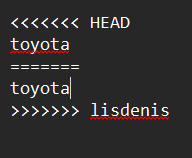 <<<<<<< HEAD
toyota
=======
toyota
>>>>>>> lisdenis